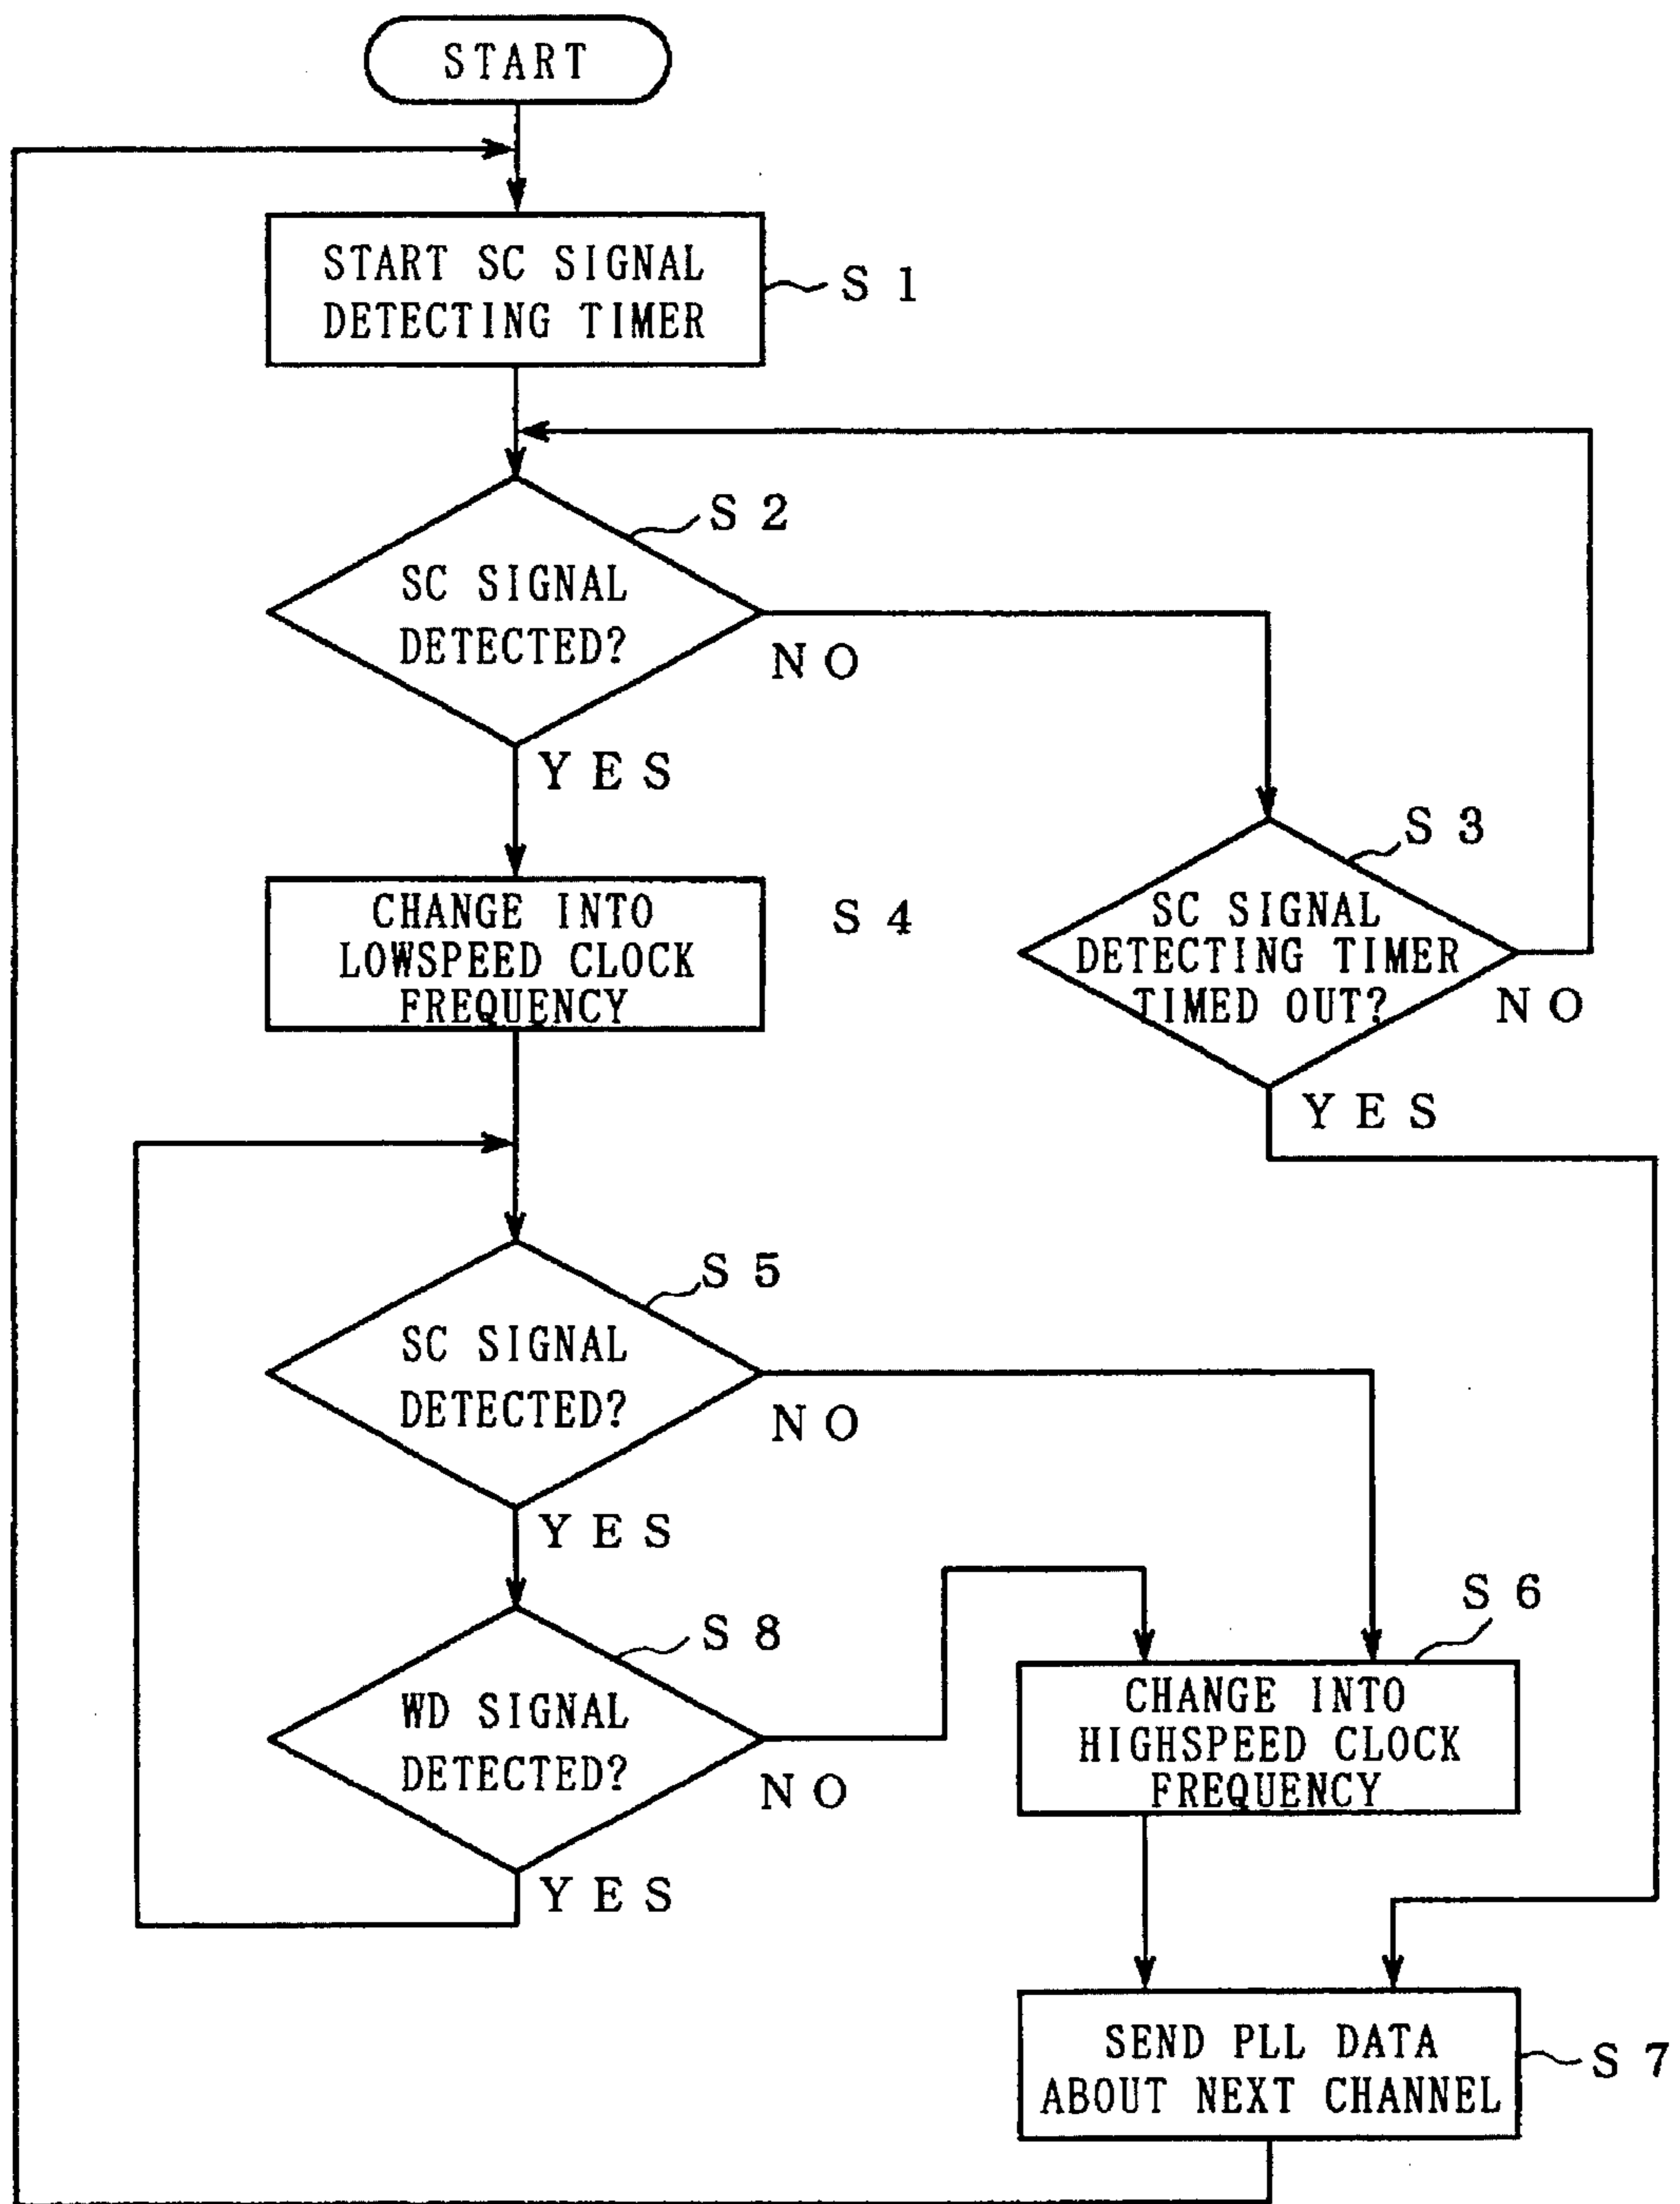 START
START SC SIGNAL
DETECTING TIMER
S 1
S 2
SC SIGNAL
DETECTED?
NO
YES
S 3
SC SIGNAL
DETECTING TIMER
TIMED OUT?
NO
YES
CHANGE INTO
LOWSPEED CLOCK
FREQUENCY
S 4
S 5
SC SIGNAL
DETECTED?
NO
YES
S 8
WD SIGNAL
DETECTED?
NO
YES
S 6
CHANGE INTO
HIGHSPEED CLOCK
FREQUENCY
SEND PLL DATA
ABOUT NEXT CHANNEL
S 7